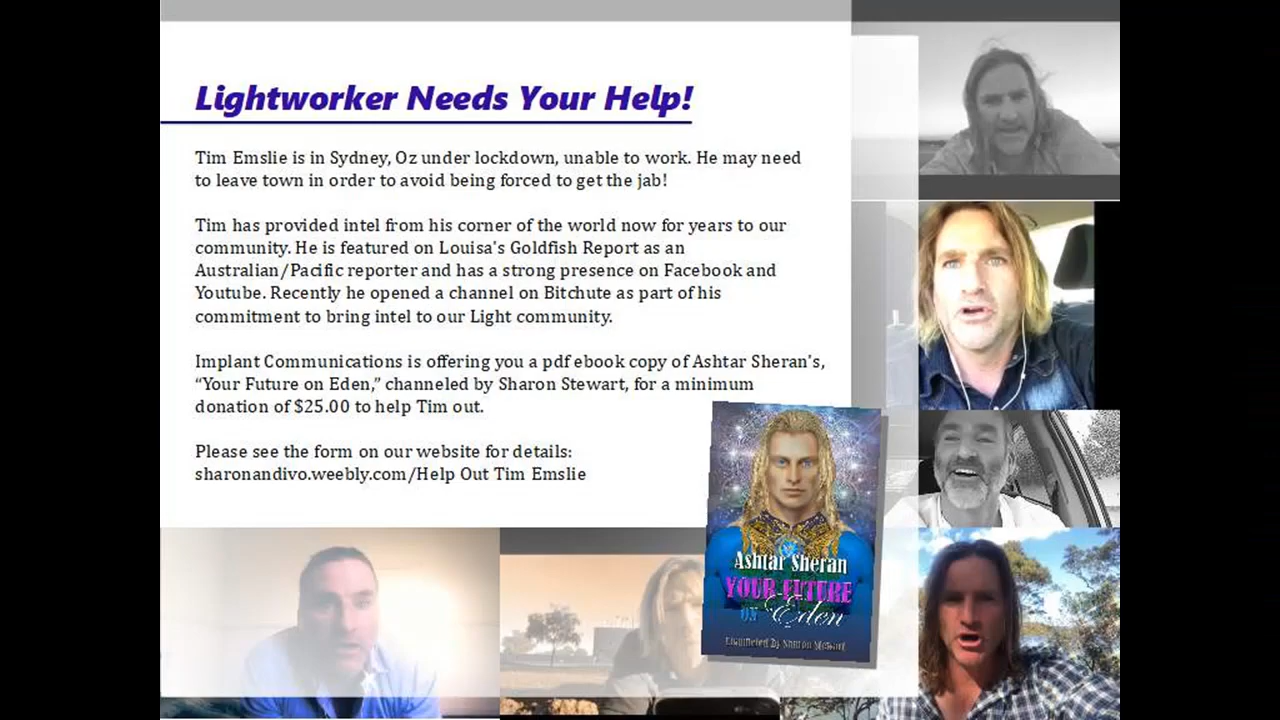 Lightworker Needs Your Help!
Tim Emslie is in Sydney, Oz under lockdown, unable to work. He may need
to leave town in order to avoid being forced to get the jab!
Tim has provided intel from his corner of the world now for years to our
community. He is featured on Louisa's Goldfish Report as an
Australian/Pacific reporter and has a strong presence on Facebook and
Youtube. Recently he opened a channel on Bitchute as part of his
commitment to bring intel to our Light community.
Implant Communications is offering you a pdf ebook copy of Ashtar Sheran's,
“Your Future on Eden,” channeled by Sharon Stewart, for a minimum
donation of $25.00 to help Tim out.
Please see the form on our website for details:
sharonandivo.weebly.com/Help Out Tim Emslie
Ashtar Sheran
YOUR FUTURE
ON Eden
Channeled By Sharon Stewart